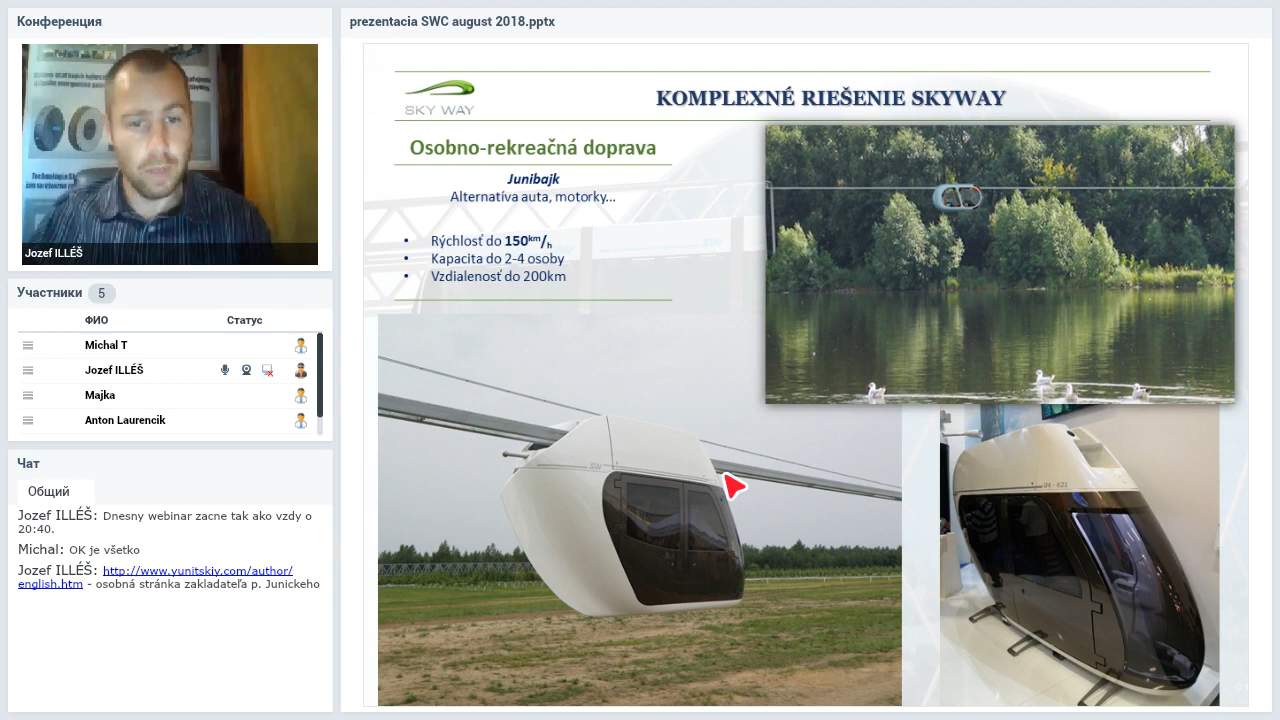 Конференция
Jozef ILLÉŠ
Участники 5
ФИО Статус
Michal T
Jozef ILLÉŠ
Majka
Anton Laurencik
Чат
Общий
Jozef ILLÉŠ: Dnesny webinar zacne tak ako vzdy o
20:40.
Michal: OK je všetko
Jozef ILLÉŠ: http://www.yunitskiy.com/author/
english.htm - osobná stránka zakladateľa p. Junickeho
prezentacia SWC august 2018.pptx
SKY WAY
KOMPLEXNÉ RIEŠENIE SKYWAY
Osobno-rekreačná doprava
Junibajk
Alternatíva auta, motorky...
• Rýchlosť do 150km/h
• Kapacita do 2-4 osoby
• Vzdialenosť do 200km
SW
U4 - 621